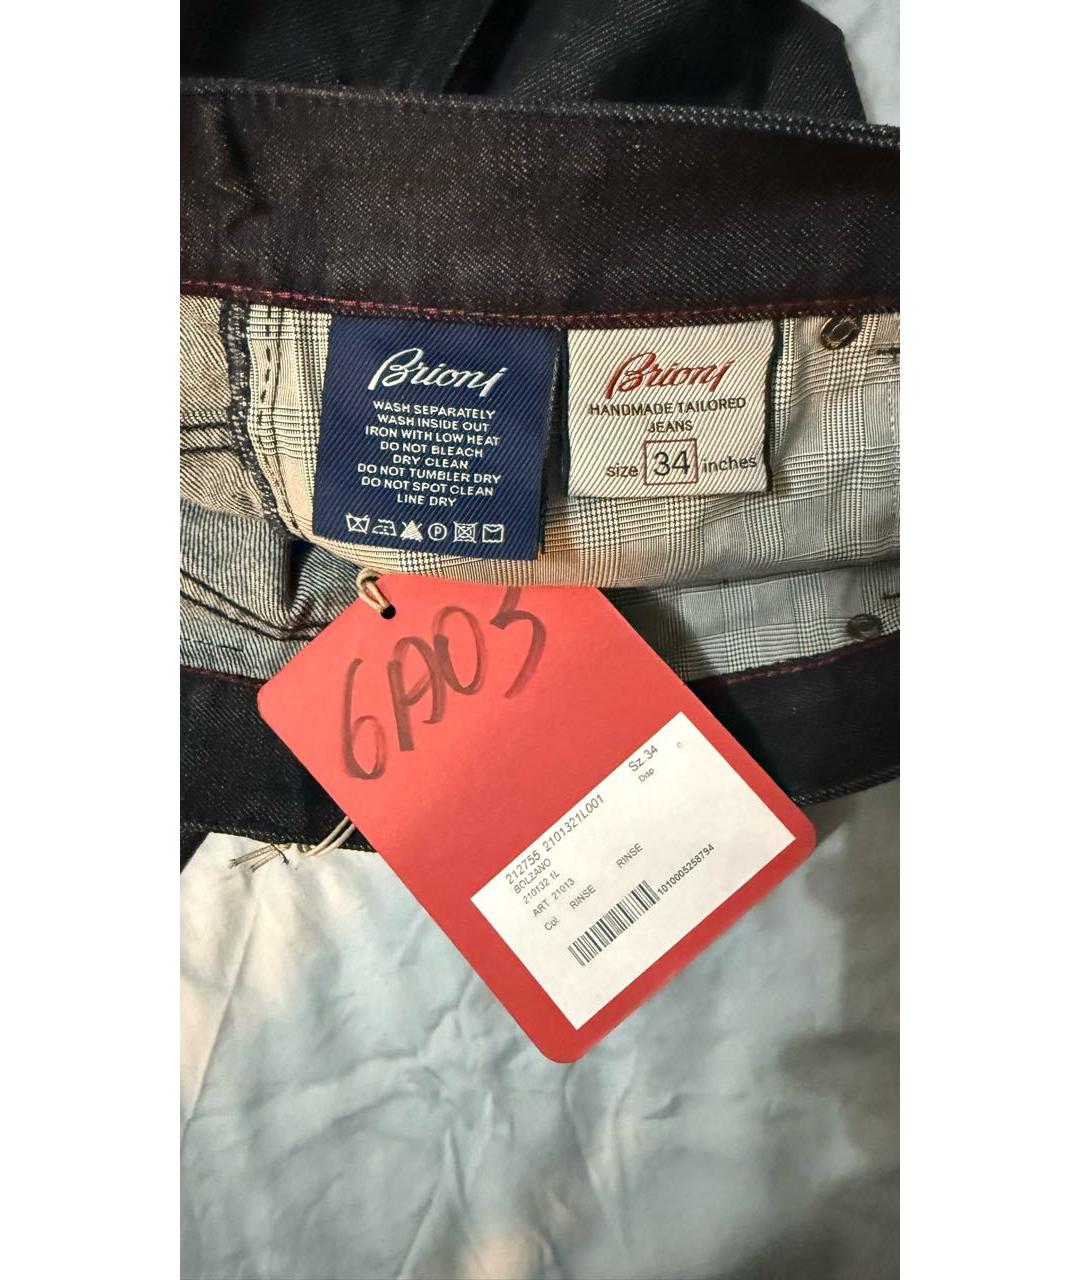 Brioni
WASH SEPARATELY
WASH INSIDE OUT
IRON WITH LOW HEAT
DO NOT BLEACH
DRY CLEAN
DO NOT TUMBLER DRY
DO NOT SPOT CLEAN
LINE DRY
P
Brioni
HANDMADE TAILORED
JEANS
size 34 inches
6A03
Sz. 34
Drop
6
212755 2101321L001
BOLZANO
210132 1L
ART. 21013
Col. RINSE RINSE
1010005258794